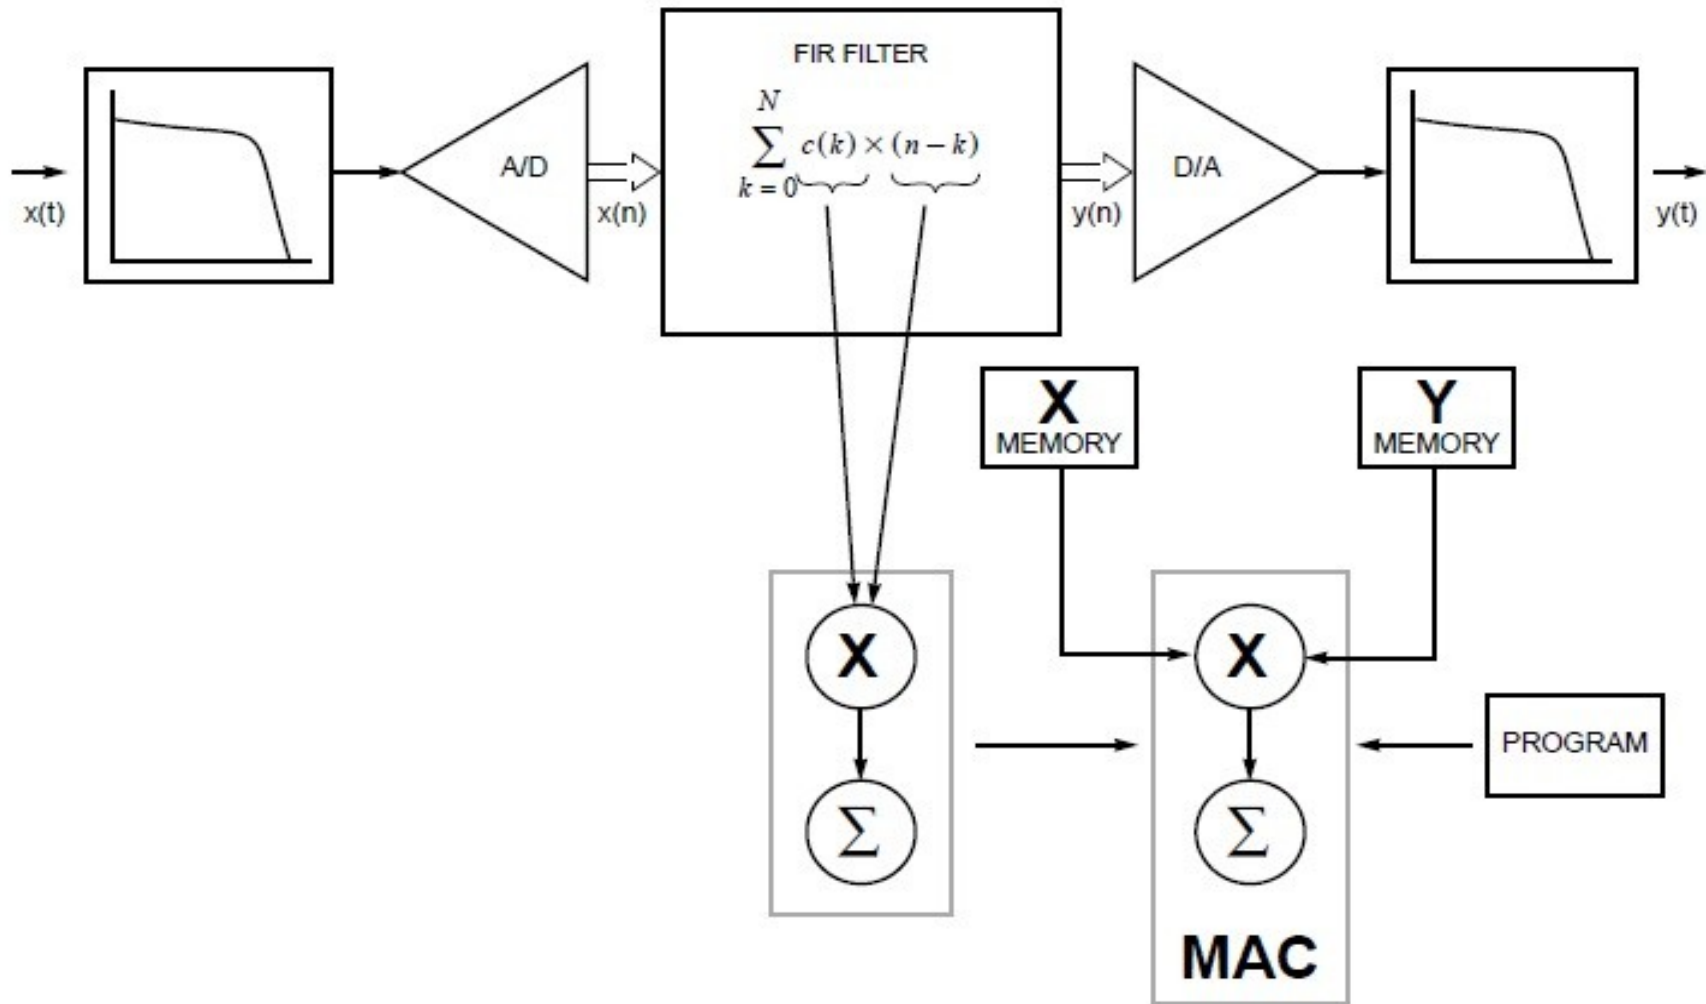 FIR FILTER
N
∑ c(k) × (n − k)
k = 0
x(t)
A/D
x(n)
y(n)
D/A
y(t)
X
MEMORY
Y
MEMORY
X
X
PROGRAM
∑
∑
MAC